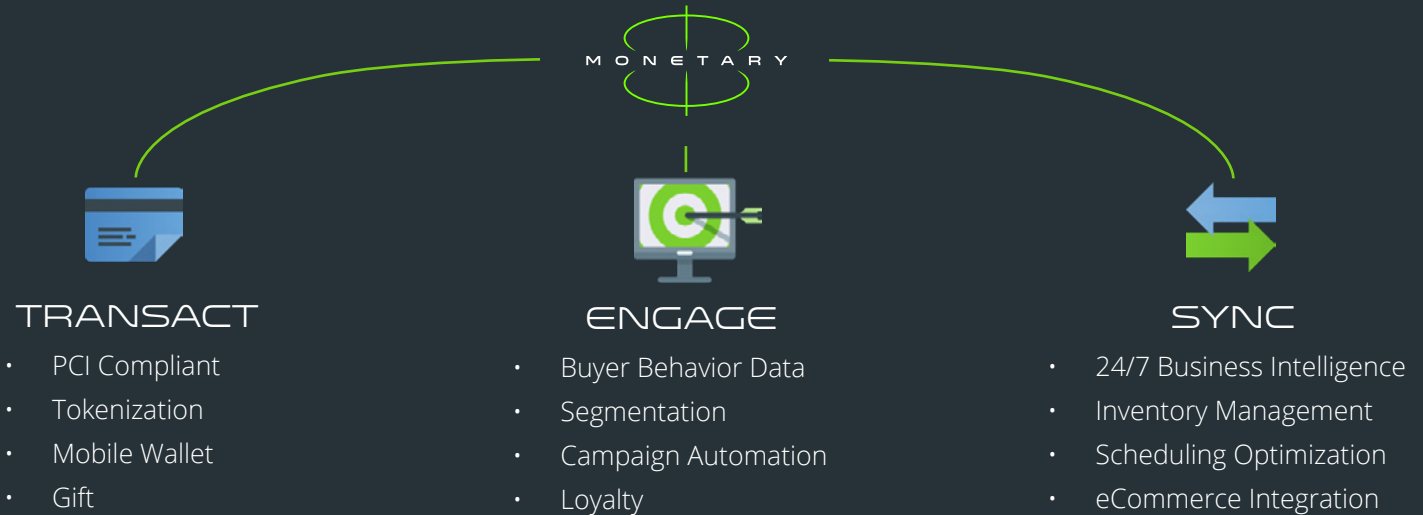 MONETARY
TRANSACT
• PCI Compliant
• Tokenization
• Mobile Wallet
• Gift
ENGAGE
• Buyer Behavior Data
• Segmentation
• Campaign Automation
• Loyalty
SYNC
• 24/7 Business Intelligence
• Inventory Management
• Scheduling Optimization
• eCommerce Integration